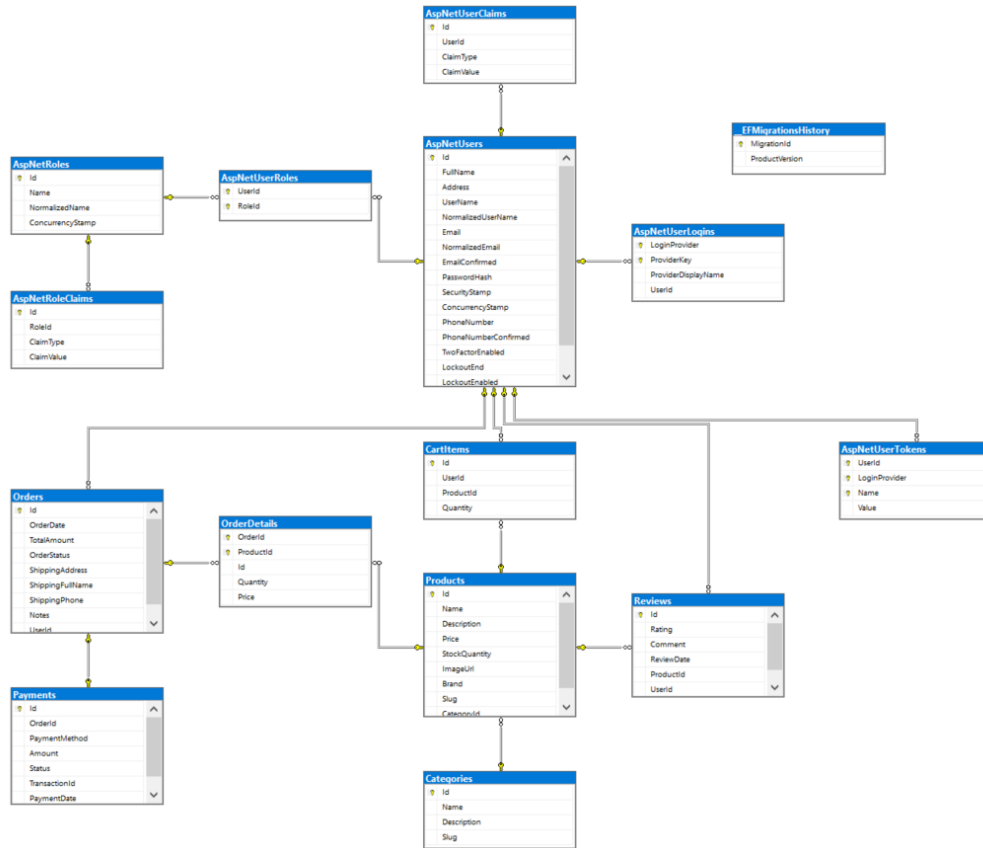 AspNetUserClaims
Id
UserId
ClaimType
ClaimValue
__EFMigrationsHistory
MigrationId
ProductVersion
AspNetUsers
Id
FullName
Address
UserName
NormalizedUserName
Email
NormalizedEmail
EmailConfirmed
PasswordHash
SecurityStamp
ConcurrencyStamp
PhoneNumber
PhoneNumberConfirmed
TwoFactorEnabled
LockoutEnd
LockoutEnabled
AspNetRoles
Id
Name
NormalizedName
ConcurrencyStamp
AspNetUserRoles
UserId
RoleId
AspNetUserLogins
LoginProvider
ProviderKey
ProviderDisplayName
UserId
AspNetRoleClaims
Id
RoleId
ClaimType
ClaimValue
CartItems
Id
UserId
ProductId
Quantity
AspNetUserTokens
UserId
LoginProvider
Name
Value
Orders
Id
OrderDate
TotalAmount
OrderStatus
ShippingAddress
ShippingFullName
ShippingPhone
Notes
UserId
OrderDetails
OrderId
ProductId
Id
Quantity
Price
Products
Id
Name
Description
Price
StockQuantity
ImageUrl
Brand
Slug
CategoryId
Reviews
Id
Rating
Comment
ReviewDate
ProductId
UserId
Payments
Id
OrderId
PaymentMethod
Amount
Status
TransactionId
PaymentDate
Categories
Id
Name
Description
Slug